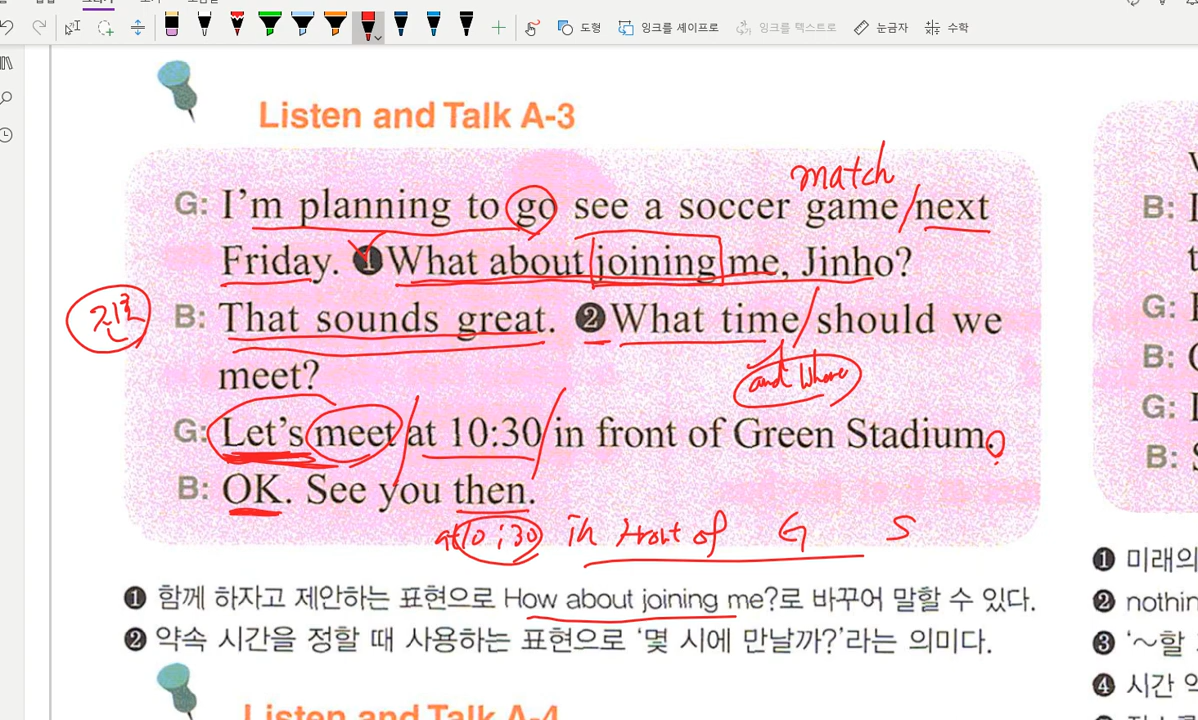 도형
잉크를 셰이프로
잉크를 텍스트로
눈금자
수학
Listen and Talk A-3
match
G: I'm planning to go see a soccer game/next
Friday. ❶What about joining me, Jinho?
진호
B: That sounds great. ❷What time/should we
meet?
and where
G: Let's meet/at 10:30/in front of Green Stadium.
B: OK. See you then.
at 10:30 in front of G S
❶ 함께 하자고 제안하는 표현으로 How about joining me?로 바꾸어 말할 수 있다.
❷ 약속 시간을 정할 때 사용하는 표현으로 '몇 시에 만날까?'라는 의미다.
Listen and Talk A-4
B:
G:
B:
G:
B:
❶ 미래의
❷
❸ '~할
❹ 시간